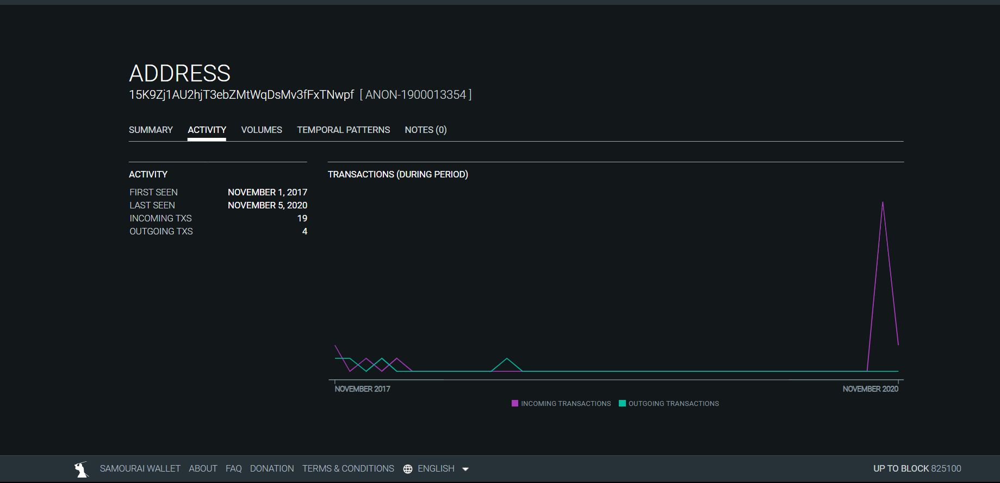 ADDRESS
15K9Zj1AU2hjT3ebZMtWqDsMv3fFxTNwpf [ ANON-1900013354 ]
SUMMARY ACTIVITY VOLUMES TEMPORAL PATTERNS NOTES (0)
ACTIVITY
FIRST SEEN NOVEMBER 1, 2017
LAST SEEN NOVEMBER 5, 2020
INCOMING TXS 19
OUTGOING TXS 4
TRANSACTIONS (DURING PERIOD)
NOVEMBER 2017 NOVEMBER 2020
INCOMING TRANSACTIONS OUTGOING TRANSACTIONS
SAMOURAI WALLET ABOUT FAQ DONATION TERMS & CONDITIONS ENGLISH UP TO BLOCK 825100